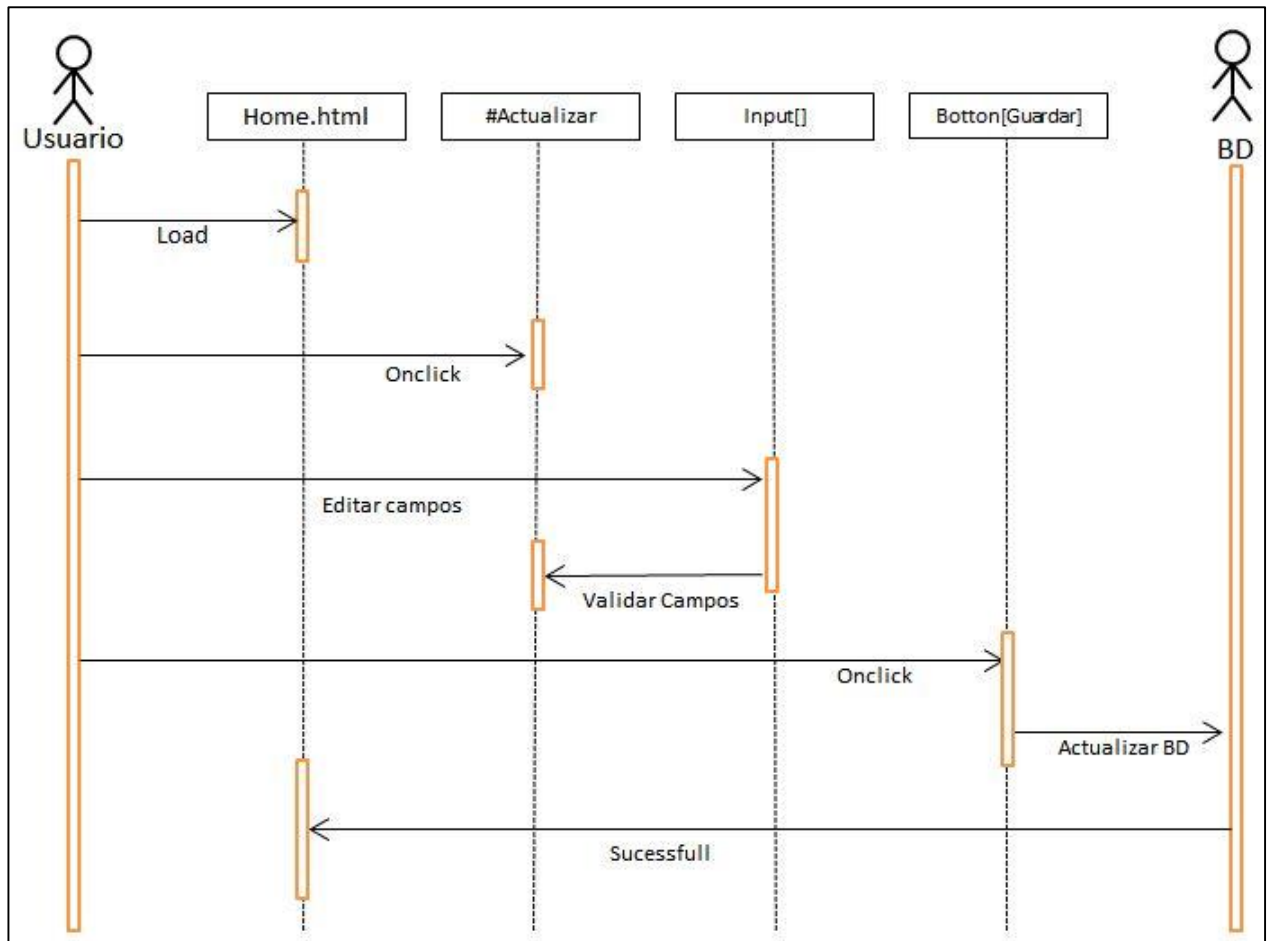 Usuario
Home.html
#Actualizar
Input[]
Botton[Guardar]
BD
Load
Onclick
Editar campos
Validar Campos
Onclick
Actualizar BD
Sucessfull